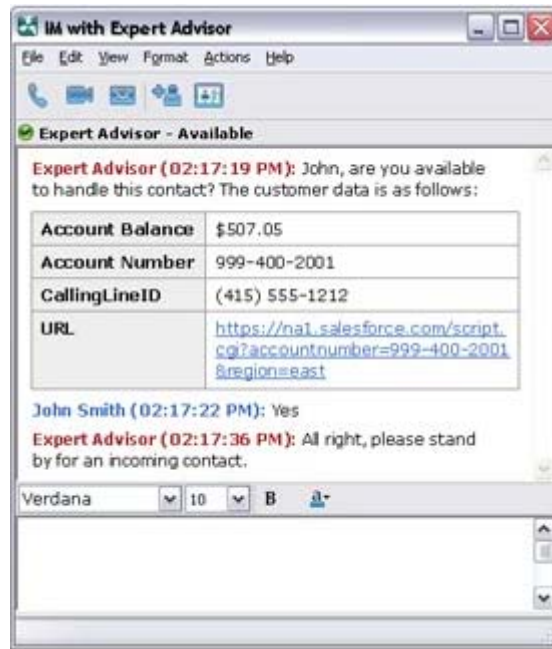 IM with Expert Advisor
File Edit View Format Actions Help
Expert Advisor - Available
Expert Advisor (02:17:19 PM): John, are you available
to handle this contact? The customer data is as follows:
Account Balance $507.05
Account Number 999-400-2001
CallingLineID (415) 555-1212
URL https://na1.salesforce.com/script.
cgi?accountnumber=999-400-2001
&region=east
John Smith (02:17:22 PM): Yes
Expert Advisor (02:17:36 PM): All right, please stand
by for an incoming contact.
Verdana 10 B a